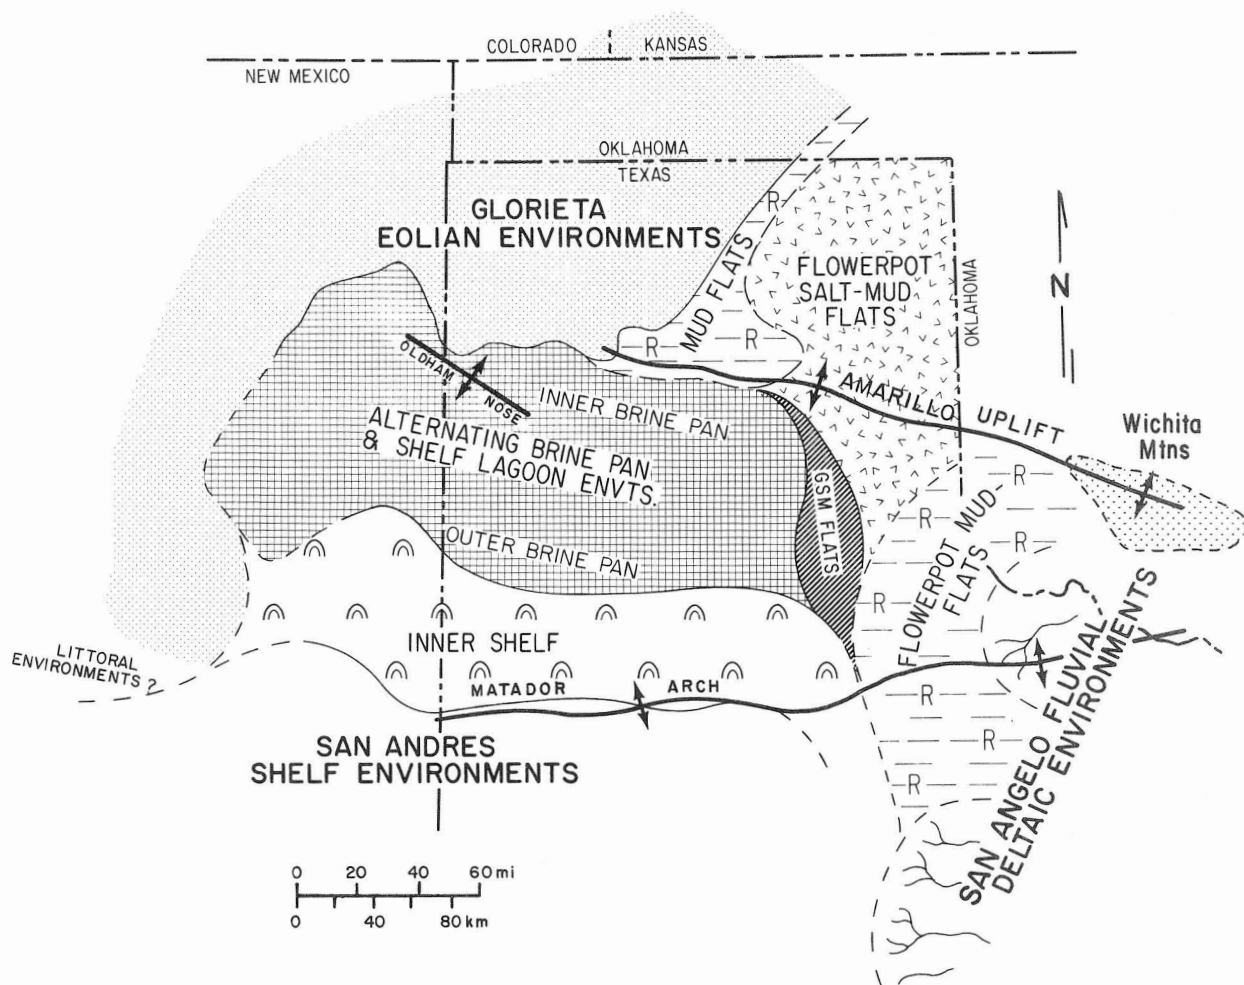 COLORADO
KANSAS
NEW MEXICO
OKLAHOMA
TEXAS
GLORIETA
EOLIAN ENVIRONMENTS
MUD FLATS
R
R
R
R
FLOWERPOT
SALT-MUD
FLATS
OKLAHOMA
N
OLDHAM
NOSE
INNER BRINE PAN
AMARILLO UPLIFT
Wichita
Mtns
ALTERNATING BRINE PAN
& SHELF LAGOON ENVTS.
GSM FLATS
OUTER BRINE PAN
R
R
R
R
FLOWERPOT MUD
FLATS
INNER SHELF
LITTORAL
ENVIRONMENTS ?
MATADOR ARCH
R
R
R
SAN ANDRES
SHELF ENVIRONMENTS
SAN ANGELO FLUVIAL
DELTAIC ENVIRONMENTS
0 20 40 60 mi
0 40 80 km